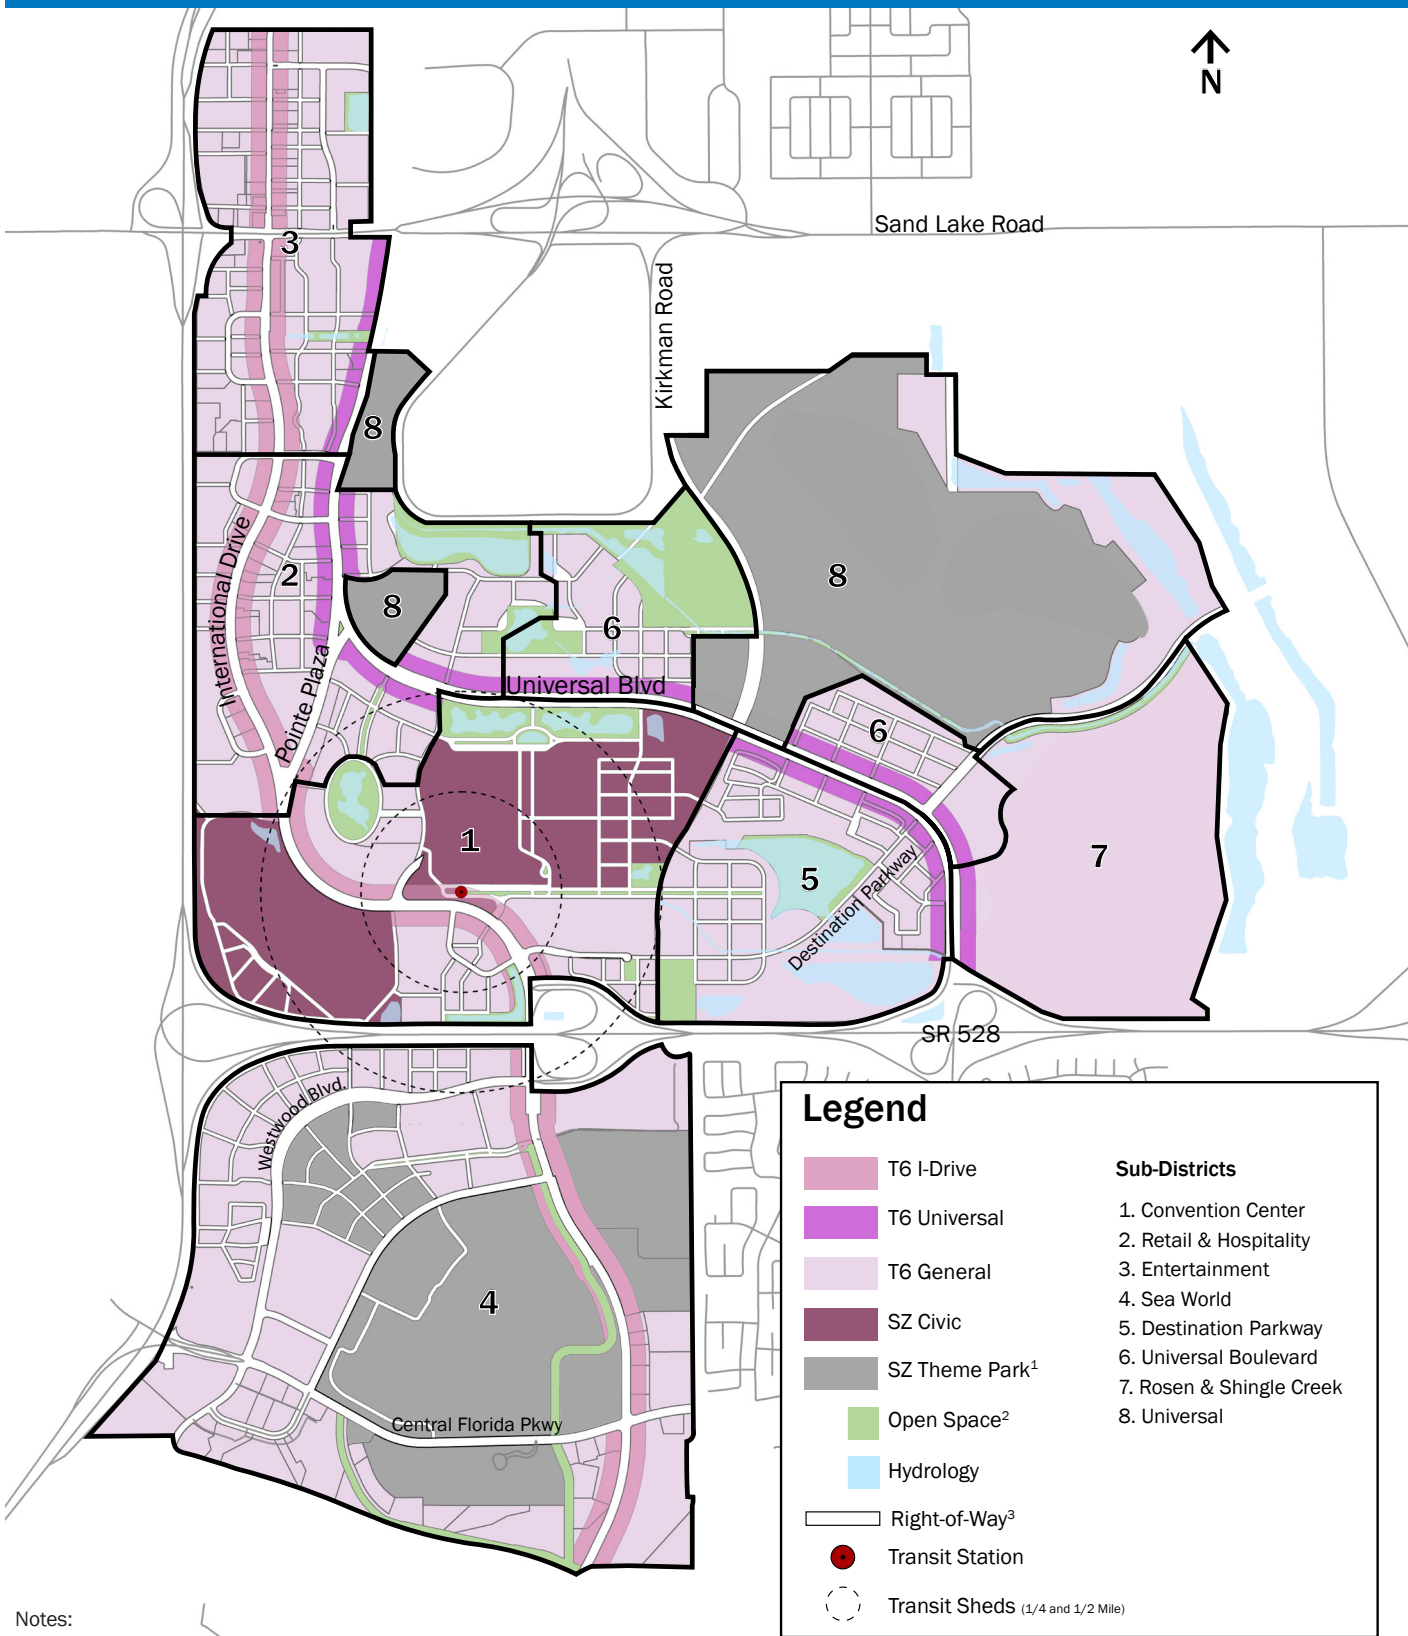 N
Sand Lake Road
3
Kirkman Road
8
International Drive
2
8
8
6
Pointe Plaza
Universal Blvd
6
1
7
5
Destination Parkway
SR 528
Westwood Blvd.
4
Central Florida Pkwy
Legend
T6 I-Drive
T6 Universal
T6 General
SZ Civic
SZ Theme Park¹
Open Space²
Hydrology
Right-of-Way³
Transit Station
Transit Sheds (1/4 and 1/2 Mile)
Sub-Districts
1. Convention Center
2. Retail & Hospitality
3. Entertainment
4. Sea World
5. Destination Parkway
6. Universal Boulevard
7. Rosen & Shingle Creek
8. Universal
Notes: